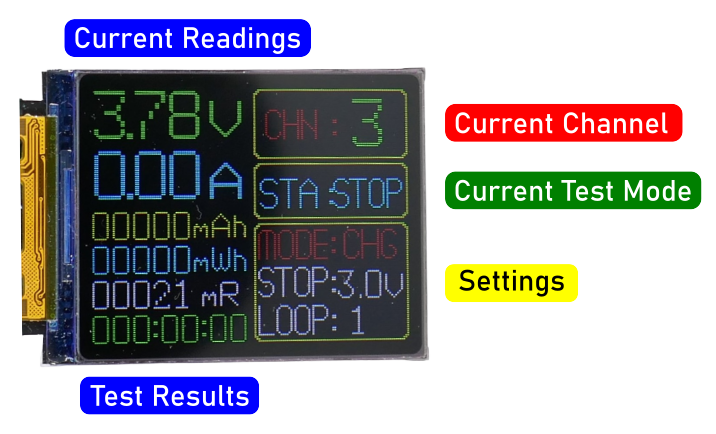 Current Readings
3.78V
0.00A
00000mAh
00000mWh
00021 mR
000:00:00
CHN : 3
STA:STOP
MODE:CHG
STOP:3.0V
LOOP: 1
Current Channel
Current Test Mode
Settings
Test Results